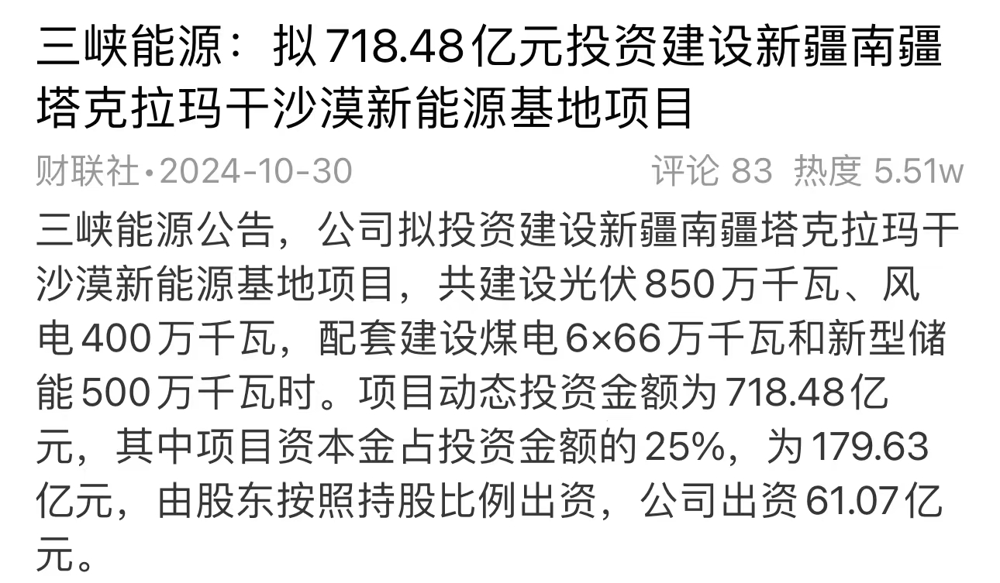 三峡能源：拟718.48亿元投资建设新疆南疆
塔克拉玛干沙漠新能源基地项目
财联社•2024-10-30 评论 83 热度 5.51w
三峡能源公告，公司拟投资建设新疆南疆塔克拉玛干
沙漠新能源基地项目，共建设光伏850万千瓦、风
电400万千瓦，配套建设煤电6×66万千瓦和新型储
能500万千瓦时。项目动态投资金额为718.48亿
元，其中项目资本金占投资金额的25%，为179.63
亿元，由股东按照持股比例出资，公司出资61.07亿
元。